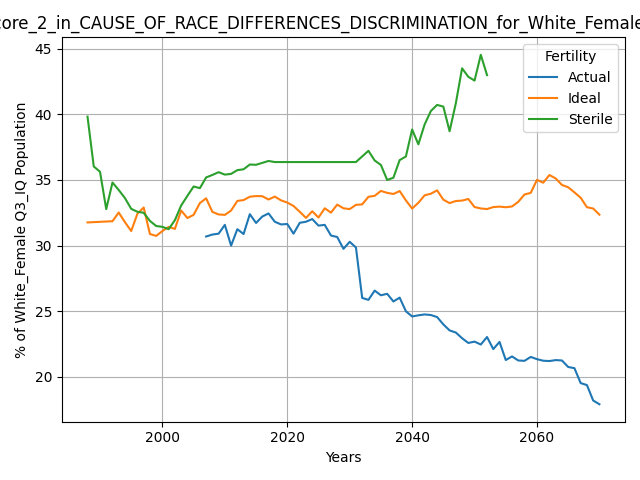 core_2_in_CAUSE_OF_RACE_DIFFERENCES_DISCRIMINATION_for_White_Female
Fertility
Actual
Ideal
Sterile
% of White_Female Q3_IQ Population
45
40
35
30
25
20
2000
2020
2040
2060
Years